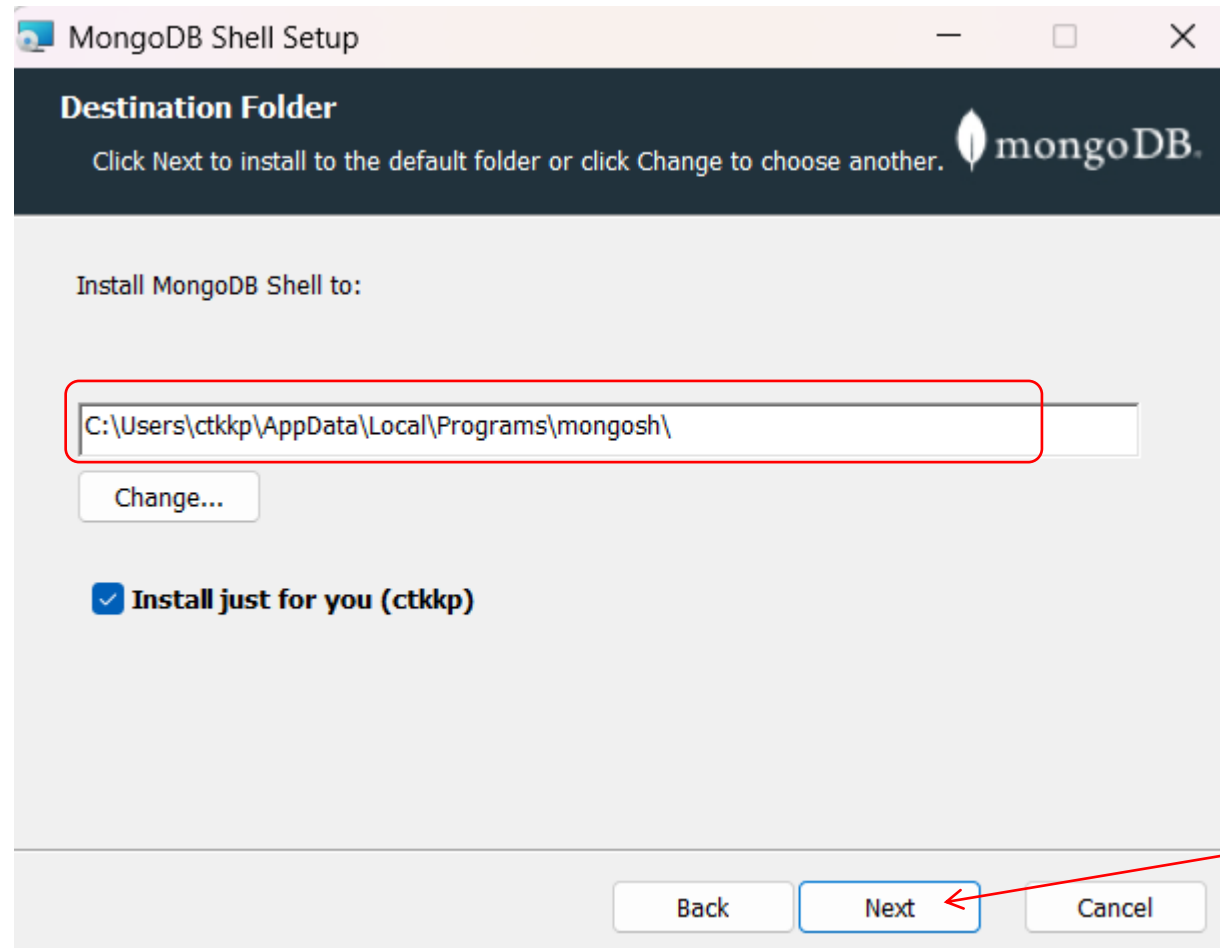 MongoDB Shell Setup
Destination Folder
Click Next to install to the default folder or click Change to choose another.
mongoDB.
Install MongoDB Shell to:
C:\Users\ctkkp\AppData\Local\Programs\mongosh\
Change...
Install just for you (ctkkp)
Back Next Cancel